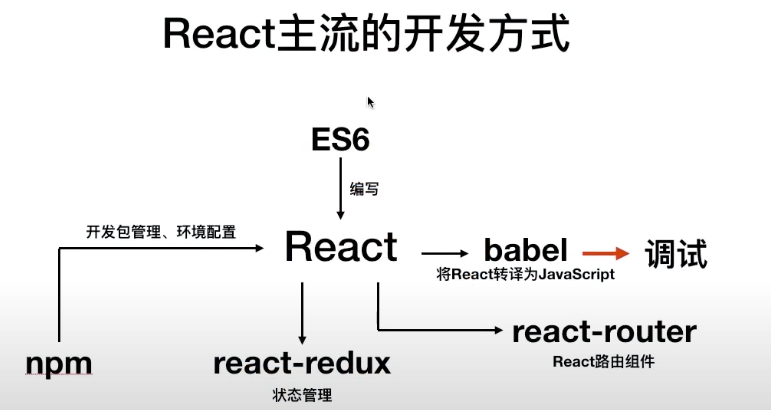 React主流的开发方式
ES6
编写
开发包管理、环境配置
React
babel
调试
将React转译为JavaScript
react-router
React路由组件
npm
react-redux
状态管理